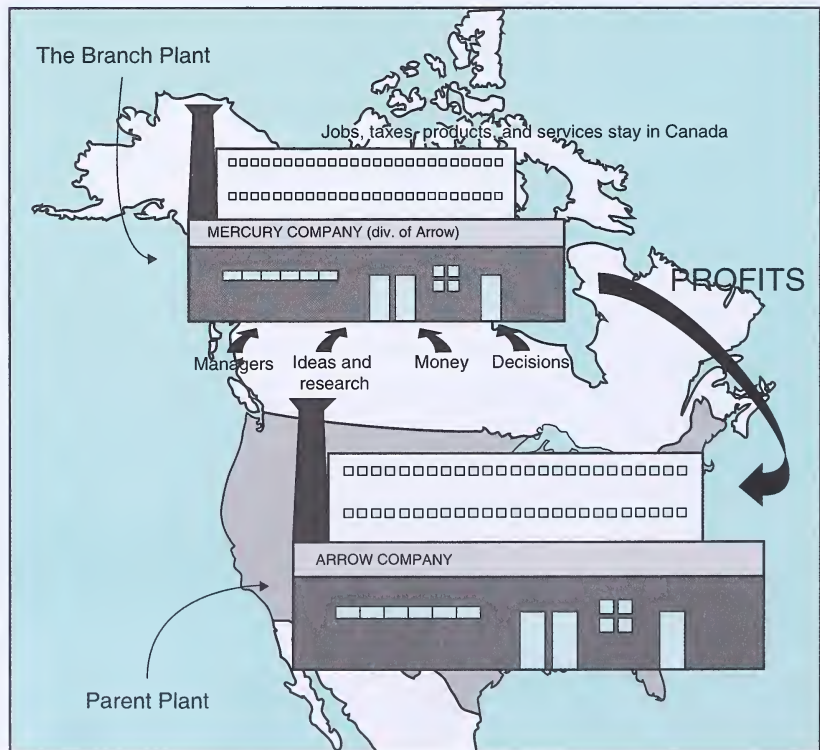 The Branch Plant
Jobs, taxes, products, and services stay in Canada
MERCURY COMPANY (div. of Arrow)
PROFITS
Managers
Ideas and
research
Money
Decisions
ARROW COMPANY
Parent Plant